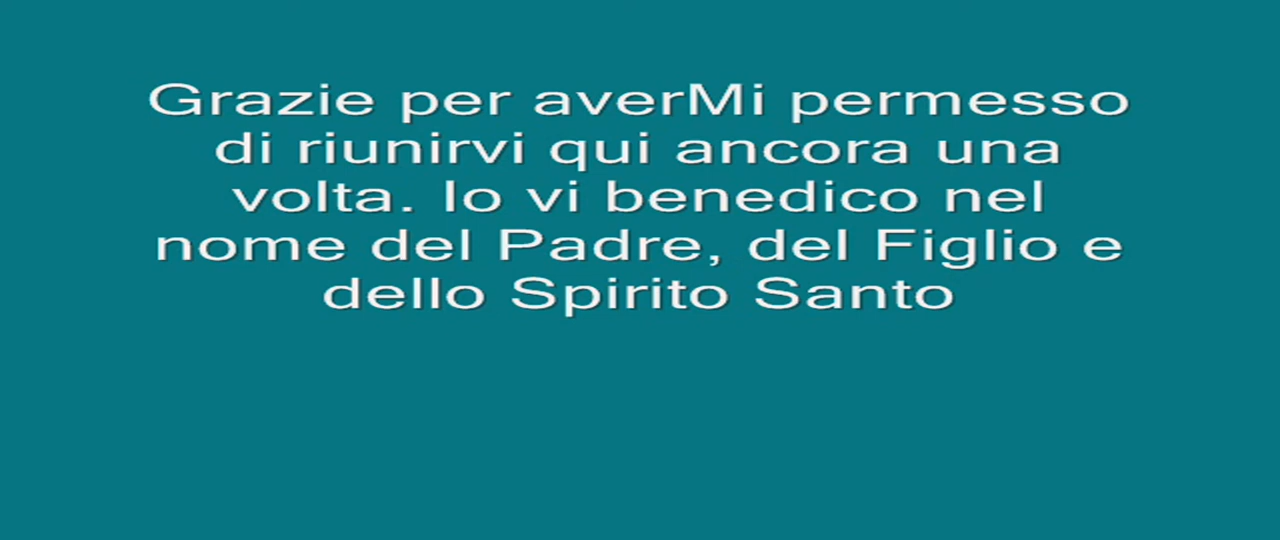 Grazie per averMi permesso
di riunirvi qui ancora una
volta. Io vi benedico nel
nome del Padre, del Figlio e
dello Spirito Santo